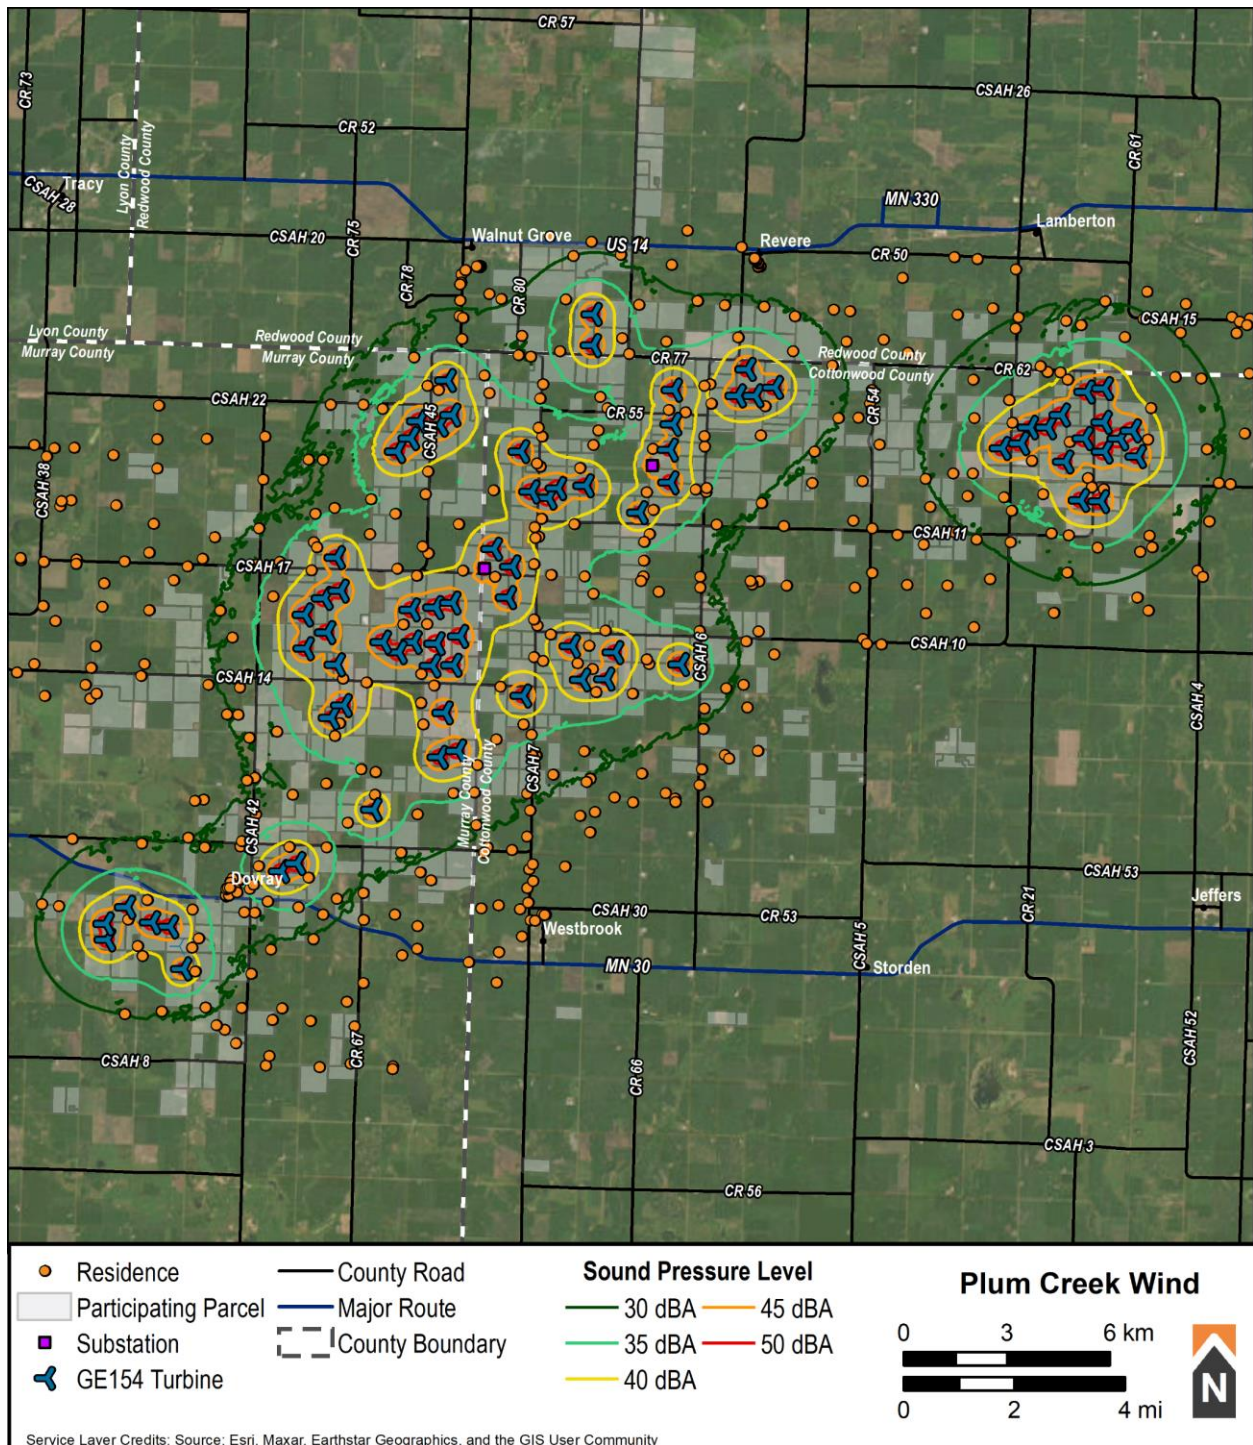 CR 57
CR 73
CSAH 26
CR 52
CR 61
Lyon County
Redwood County
Tracy
CSAH 28
MN 330
Lamberton
CSAH 20
CR 75
Walnut Grove
US 14
Revere
CR 50
CR 78
CR 80
CSAH 15
Lyon County
Murray County
Redwood County
Murray County
CR 77
Redwood County
Cottonwood County
CR 62
CSAH 22
CSAH 45
CR 55
CR 54
CSAH 38
CSAH 11
CSAH 17
CSAH 6
CSAH 10
CSAH 14
CSAH 4
CSAH 7
Murray County
Cottonwood County
CSAH 42
Dovray
CSAH 53
CR 21
Jeffers
CSAH 30
CR 53
Westbrook
CSAH 5
MN 30
Storden
CSAH 8
CR 67
CR 66
CSAH 52
CSAH 3
CR 56
Residence
Participating Parcel
Substation
GE154 Turbine
County Road
Major Route
County Boundary
Sound Pressure Level
30 dBA
45 dBA
35 dBA
50 dBA
40 dBA
Plum Creek Wind
0 3 6 km
0 2 4 mi
N
Service Layer Credits: Source: Esri, Maxar, Earthstar Geographics, and the GIS User Community